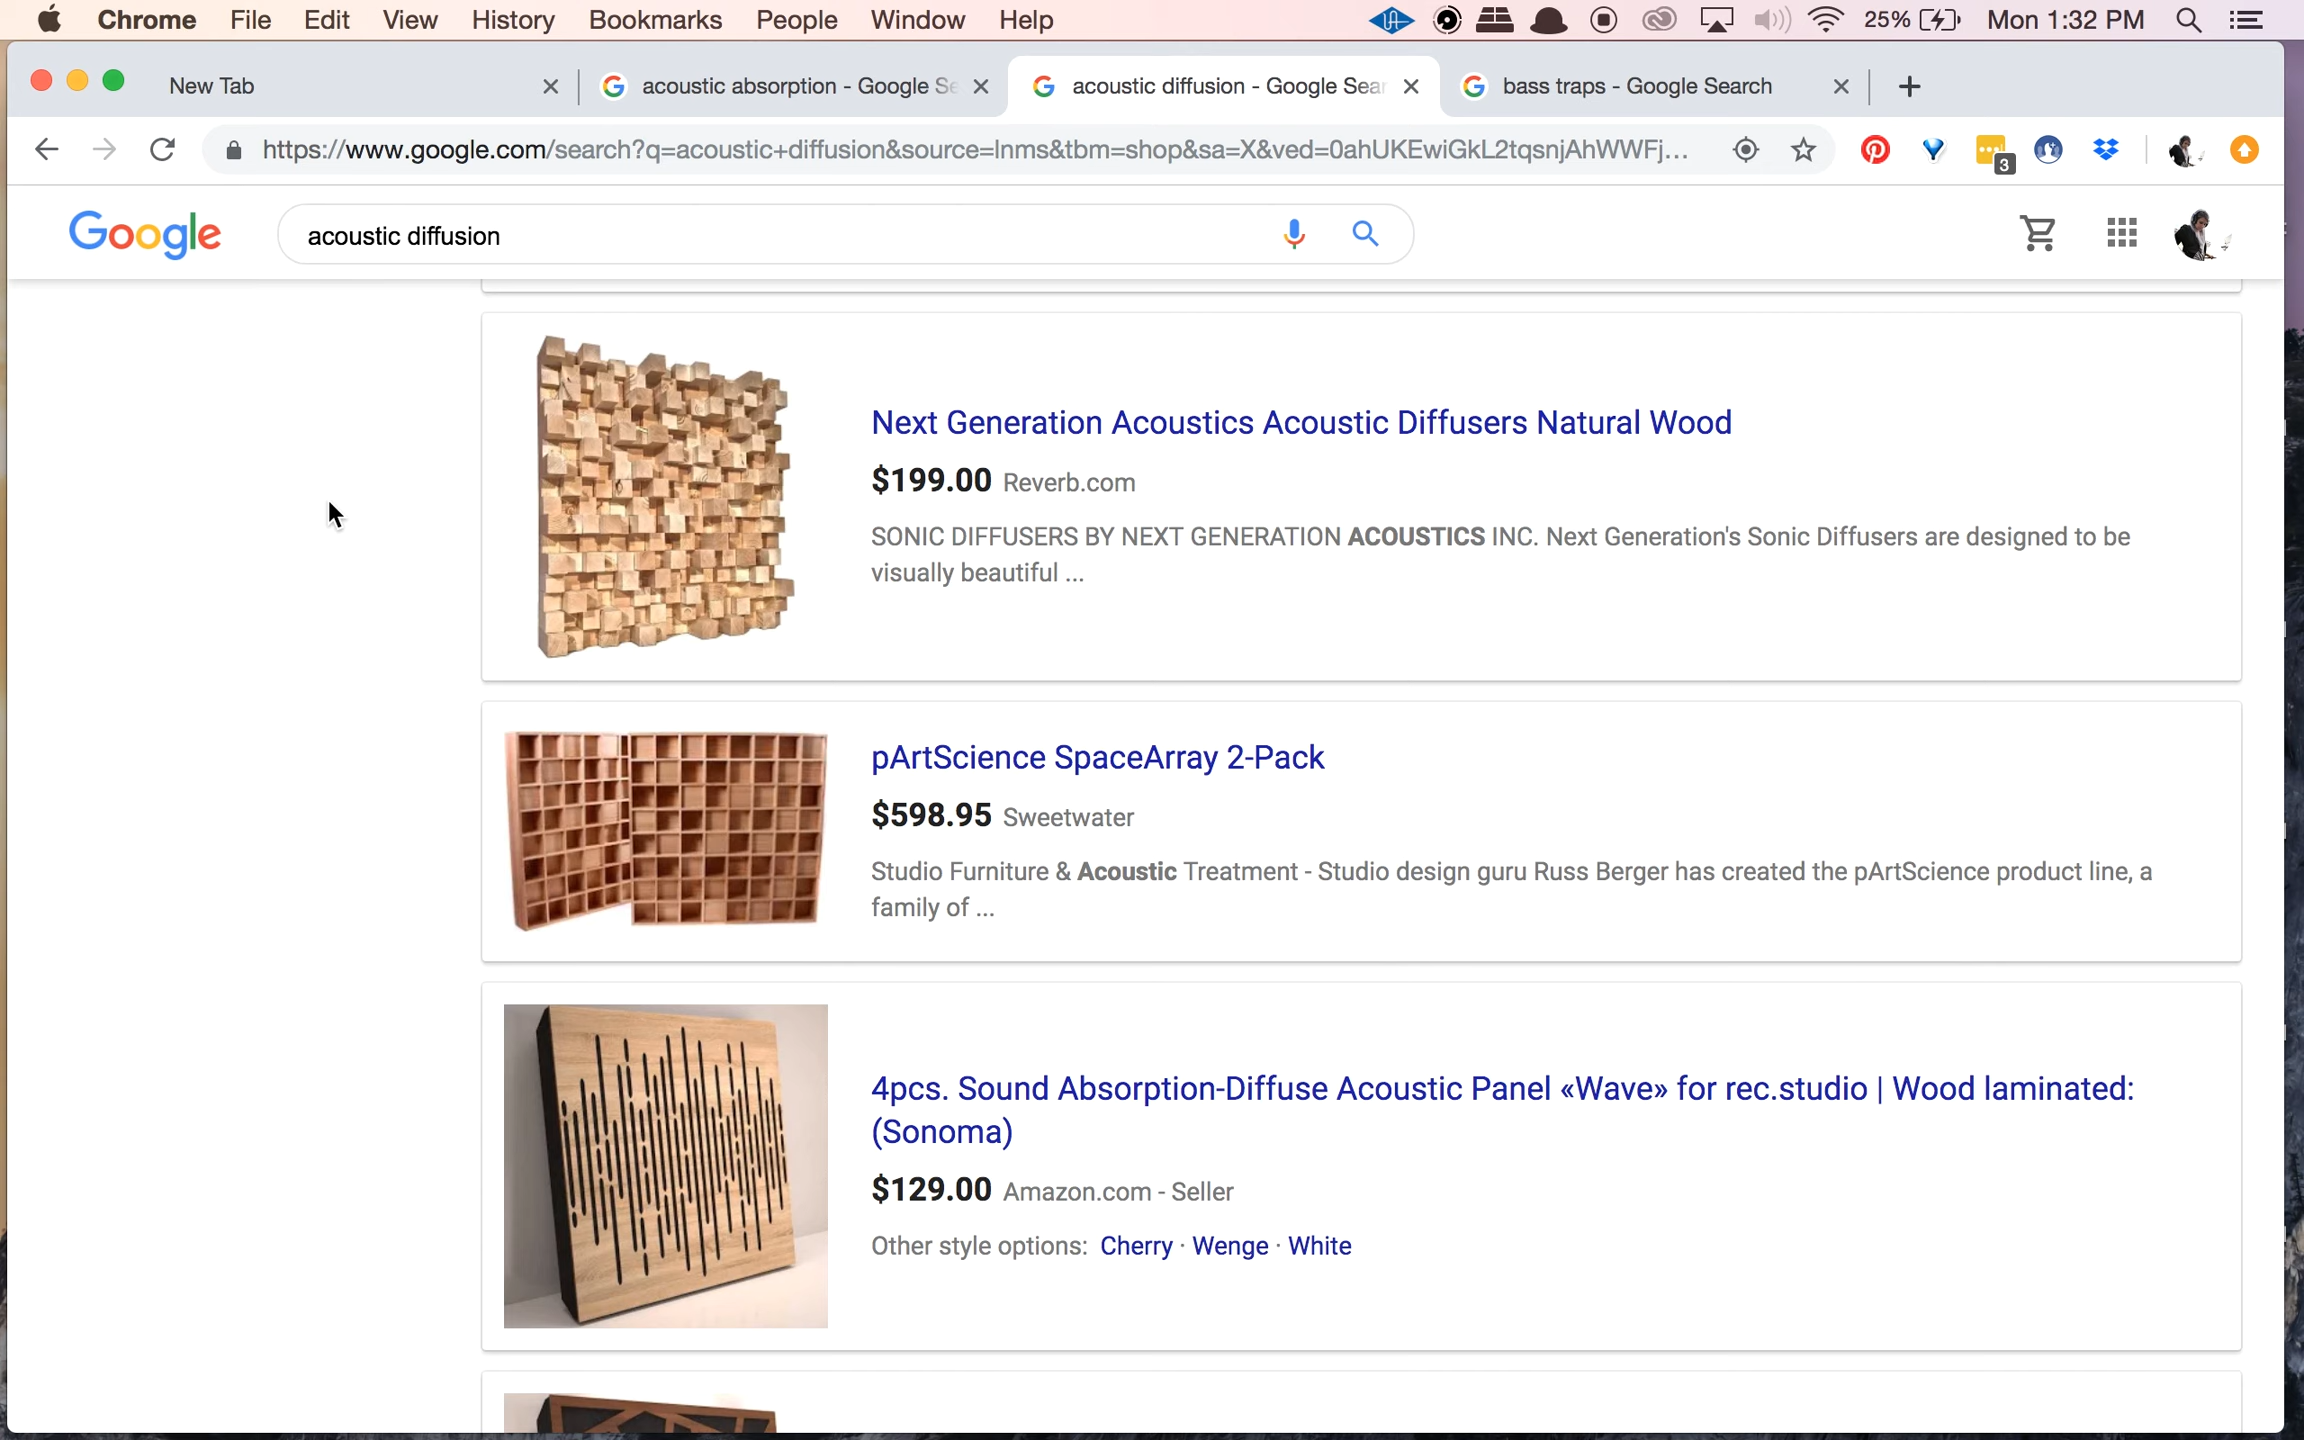 Chrome File Edit View History Bookmarks People Window Help 25% Mon 1:32 PM
New Tab acoustic absorption - Google Se acoustic diffusion - Google Sear bass traps - Google Search
https://www.google.com/search?q=acoustic+diffusion&source=lnms&tbm=shop&sa=X&ved=0ahUKEwiGkL2tqsnjAhWWFj... 3
Google acoustic diffusion
Next Generation Acoustics Acoustic Diffusers Natural Wood
$199.00 Reverb.com
SONIC DIFFUSERS BY NEXT GENERATION ACOUSTICS INC. Next Generation's Sonic Diffusers are designed to be
visually beautiful ...
pArtScience SpaceArray 2-Pack
$598.95 Sweetwater
Studio Furniture & Acoustic Treatment - Studio design guru Russ Berger has created the pArtScience product line, a
family of ...
4pcs. Sound Absorption-Diffuse Acoustic Panel «Wave» for rec.studio | Wood laminated:
(Sonoma)
$129.00 Amazon.com - Seller
Other style options: Cherry · Wenge · White